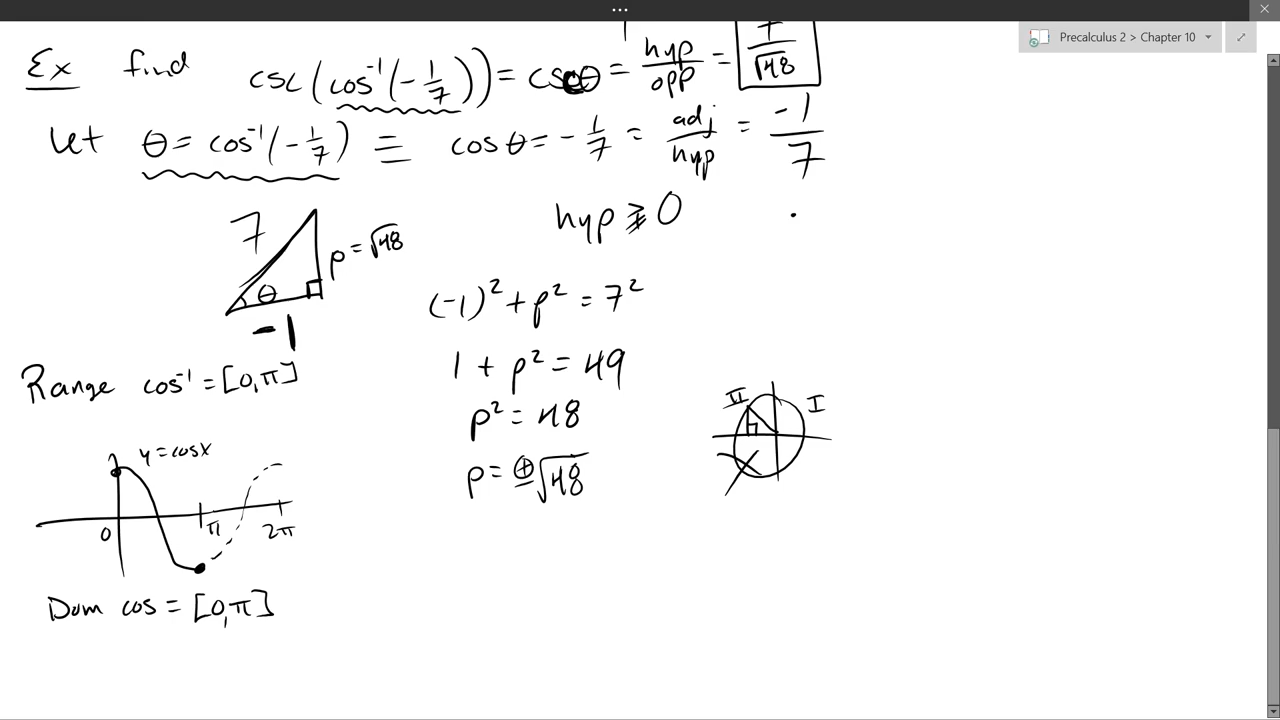 ...
Precalculus 2 > Chapter 10
Ex find csc(cos⁻¹(-1/7)) = cscθ = hyp/opp = 7/√48
Let θ = cos⁻¹(-1/7) ≡ cosθ = -1/7 = adj/hyp = -1/7
hyp ≥ 0
7
p = √48
θ
-1
(-1)² + p² = 7²
1 + p² = 49
p² = 48
p = ±√48
Range cos⁻¹ = [0,π]
II I
y = cosx
0 π 2π
Dom cos = [0,π]